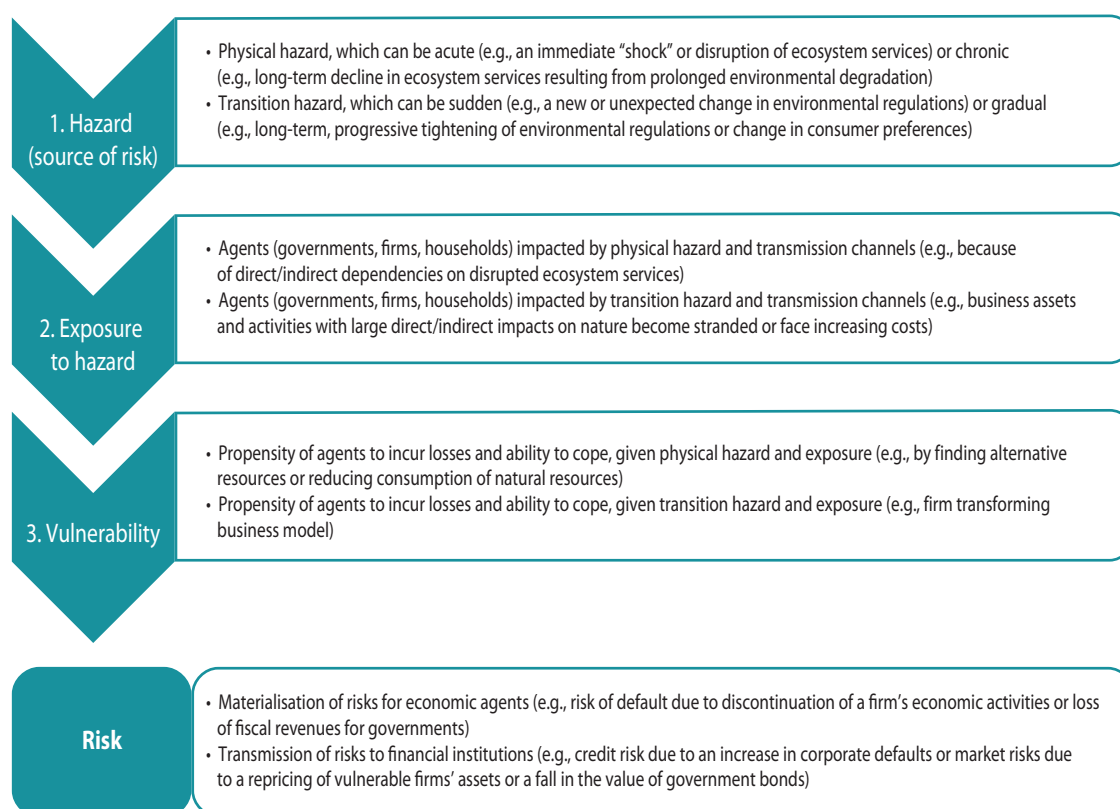 1. Hazard
(source of risk)
• Physical hazard, which can be acute (e.g., an immediate “shock” or disruption of ecosystem services) or chronic
(e.g., long-term decline in ecosystem services resulting from prolonged environmental degradation)
• Transition hazard, which can be sudden (e.g., a new or unexpected change in environmental regulations) or gradual
(e.g., long-term, progressive tightening of environmental regulations or change in consumer preferences)
2. Exposure
to hazard
• Agents (governments, firms, households) impacted by physical hazard and transmission channels (e.g., because
of direct/indirect dependencies on disrupted ecosystem services)
• Agents (governments, firms, households) impacted by transition hazard and transmission channels (e.g., business assets
and activities with large direct/indirect impacts on nature become stranded or face increasing costs)
3. Vulnerability
• Propensity of agents to incur losses and ability to cope, given physical hazard and exposure (e.g., by finding alternative
resources or reducing consumption of natural resources)
• Propensity of agents to incur losses and ability to cope, given transition hazard and exposure (e.g., firm transforming
business model)
Risk
• Materialisation of risks for economic agents (e.g., risk of default due to discontinuation of a firm’s economic activities or loss
of fiscal revenues for governments)
• Transmission of risks to financial institutions (e.g., credit risk due to an increase in corporate defaults or market risks due
to a repricing of vulnerable firms’ assets or a fall in the value of government bonds)